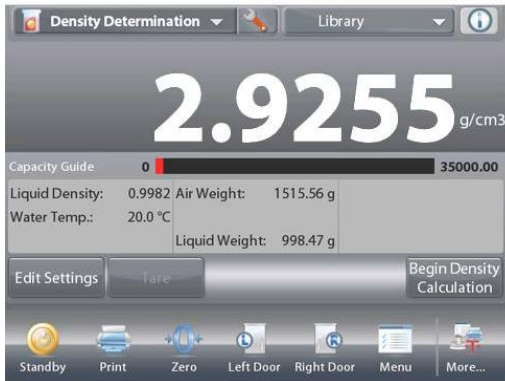 Density Determination Library
2.9255 g/cm3
Capacity Guide 0 35000.00
Liquid Density: 0.9982 Air Weight: 1515.56 g
Water Temp.: 20.0 °C
Liquid Weight: 998.47 g
Edit Settings Tare Begin Density
Calculation
L R
Standby Print Zero Left Door Right Door Menu More...